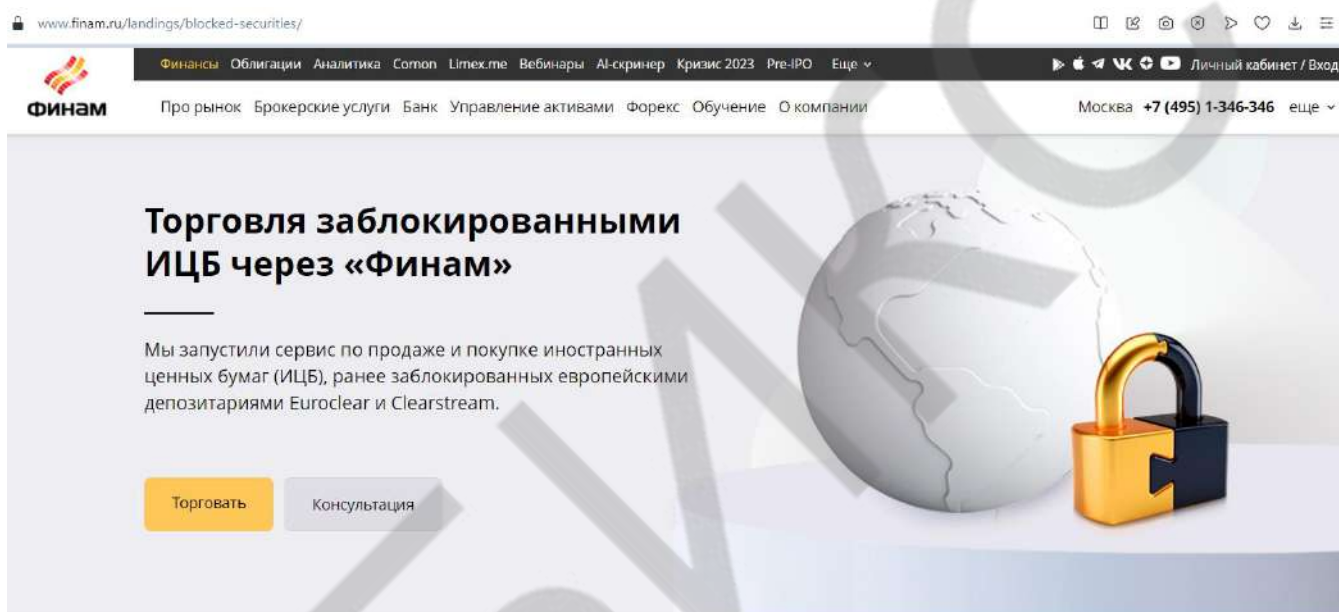 www.finam.ru/landings/blocked-securities/
Финансы Облигации Аналитика Comon Limex.me Вебинары AI-скринер Кризис 2023 Pre-IPO Еще
Личный кабинет / Вход
Финам
Про рынок Брокерские услуги Банк Управление активами Форекс Обучение О компании
Москва +7 (495) 1-346-346 еще
Торговля заблокированными
ИЦБ через «Финам»
Мы запустили сервис по продаже и покупке иностранных
ценных бумаг (ИЦБ), ранее заблокированных европейскими
депозитариями Euroclear и Clearstream.
Торговать
Консультация